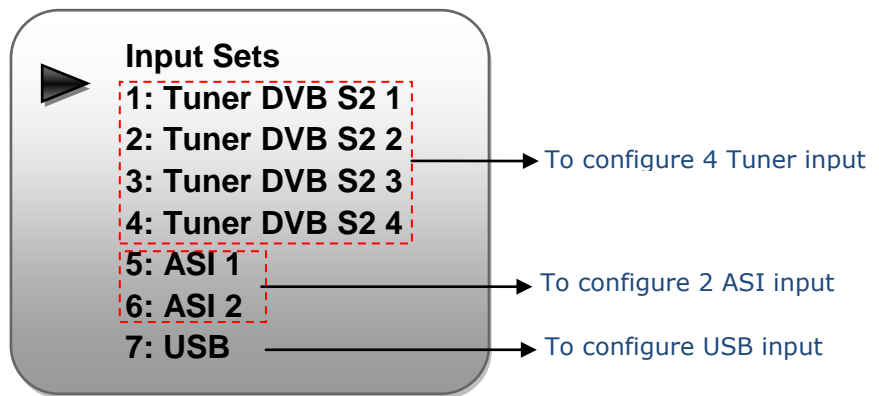 Input Sets
1: Tuner DVB S2 1
2: Tuner DVB S2 2
3: Tuner DVB S2 3
4: Tuner DVB S2 4
5: ASI 1
6: ASI 2
7: USB
To configure 4 Tuner input
To configure 2 ASI input
To configure USB input